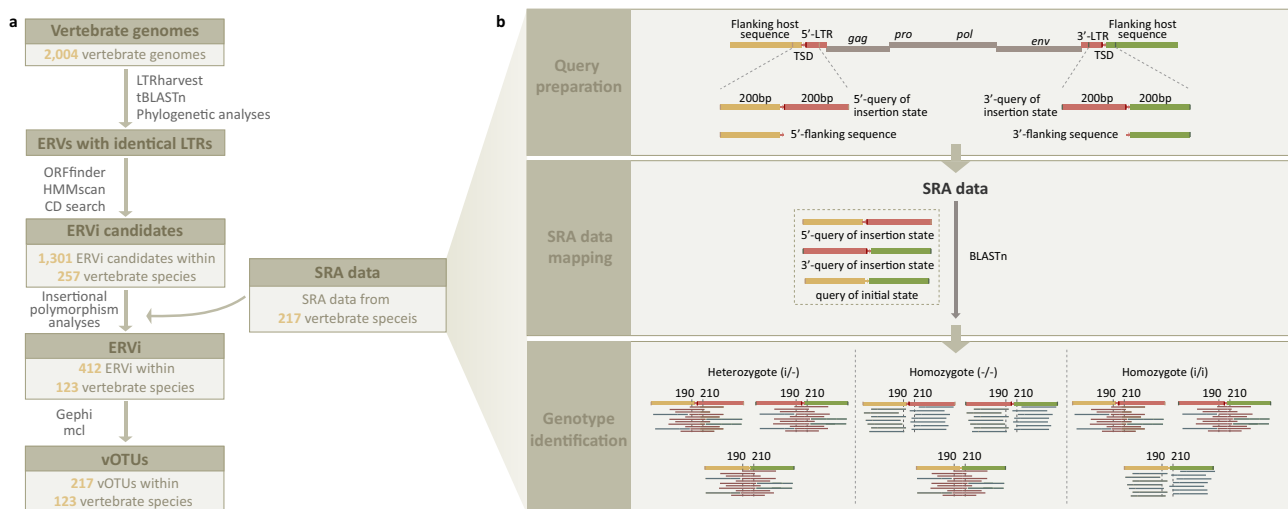 a
Vertebrate genomes
2,004 vertebrate genomes
LTRharvest
tBLASTn
Phylogenetic analyses
ERVs with identical LTRs
ORFfinder
HMMscan
CD search
ERVi candidates
1,301 ERVi candidates within
257 vertebrate species
Insertional
polymorphism
analyses
SRA data
SRA data from
217 vertebrate speceis
ERVi
412 ERVi within
123 vertebrate species
Gephi
mcl
vOTUs
217 vOTUs within
123 vertebrate species
b
Query
preparation
Flanking host
sequence
5'-LTR
TSD
gag
pro
pol
env
3'-LTR
TSD
Flanking host
sequence
200bp
200bp
5'-query of
insertion state
5'-flanking sequence
3'-query of
insertion state
200bp
200bp
3'-flanking sequence
SRA data
mapping
SRA data
5'-query of insertion state
3'-query of insertion state
query of initial state
BLASTn
Genotype
identification
Heterozygote (i/-)
190 210
190 210
190 210
Homozygote (-/-)
190 210
190 210
190 210
Homozygote (i/i)
190 210
190 210
190 210